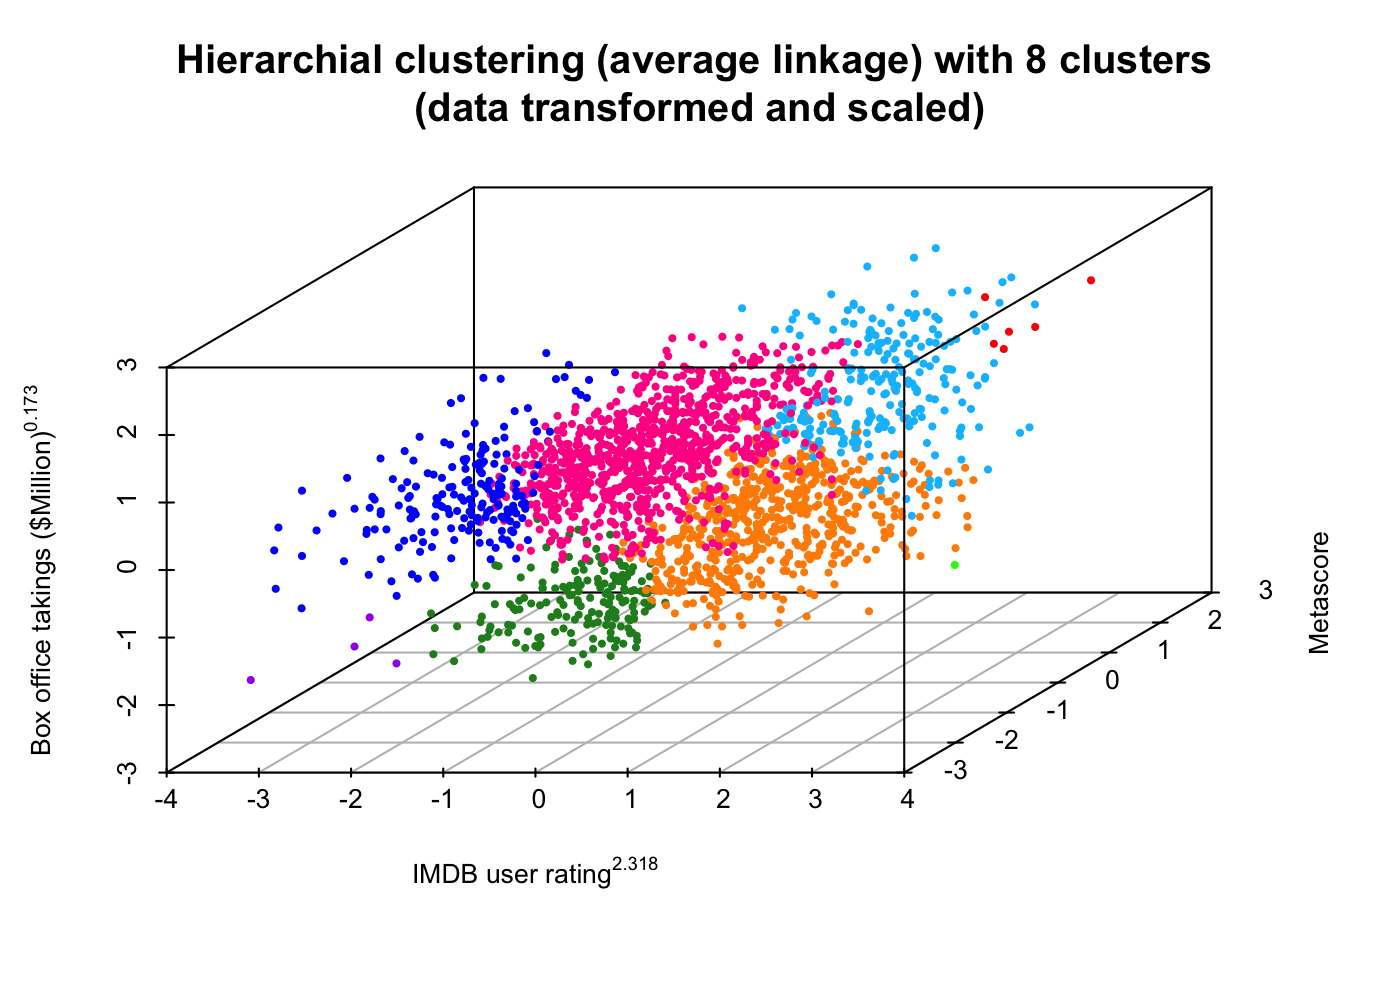 Hierarchial clustering (average linkage) with 8 clusters
(data transformed and scaled)
Box office takings ($Million)^0.173
3
2
1
0
-1
-2
-3
-4 -3 -2 -1 0 1 2 3 4
IMDB user rating^2.318
-3
-2
-1
0
1
2
3
Metascore